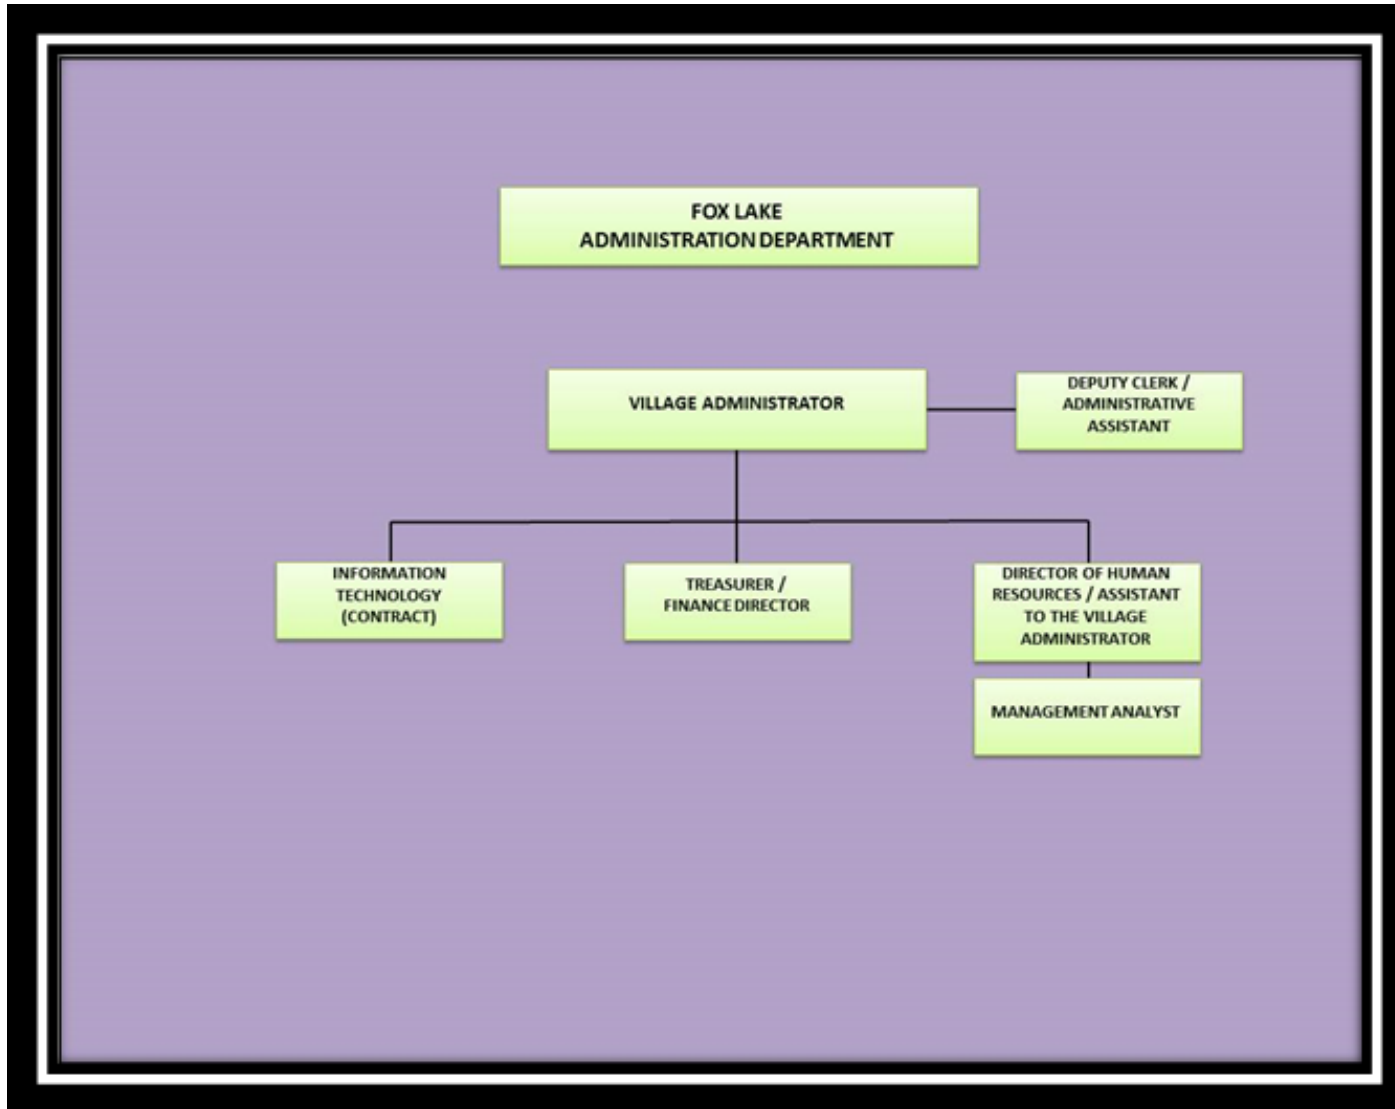 FOX LAKE
ADMINISTRATION DEPARTMENT
VILLAGE ADMINISTRATOR
DEPUTY CLERK /
ADMINISTRATIVE
ASSISTANT
INFORMATION
TECHNOLOGY
(CONTRACT)
TREASURER /
FINANCE DIRECTOR
DIRECTOR OF HUMAN
RESOURCES / ASSISTANT
TO THE VILLAGE
ADMINISTRATOR
MANAGEMENT ANALYST